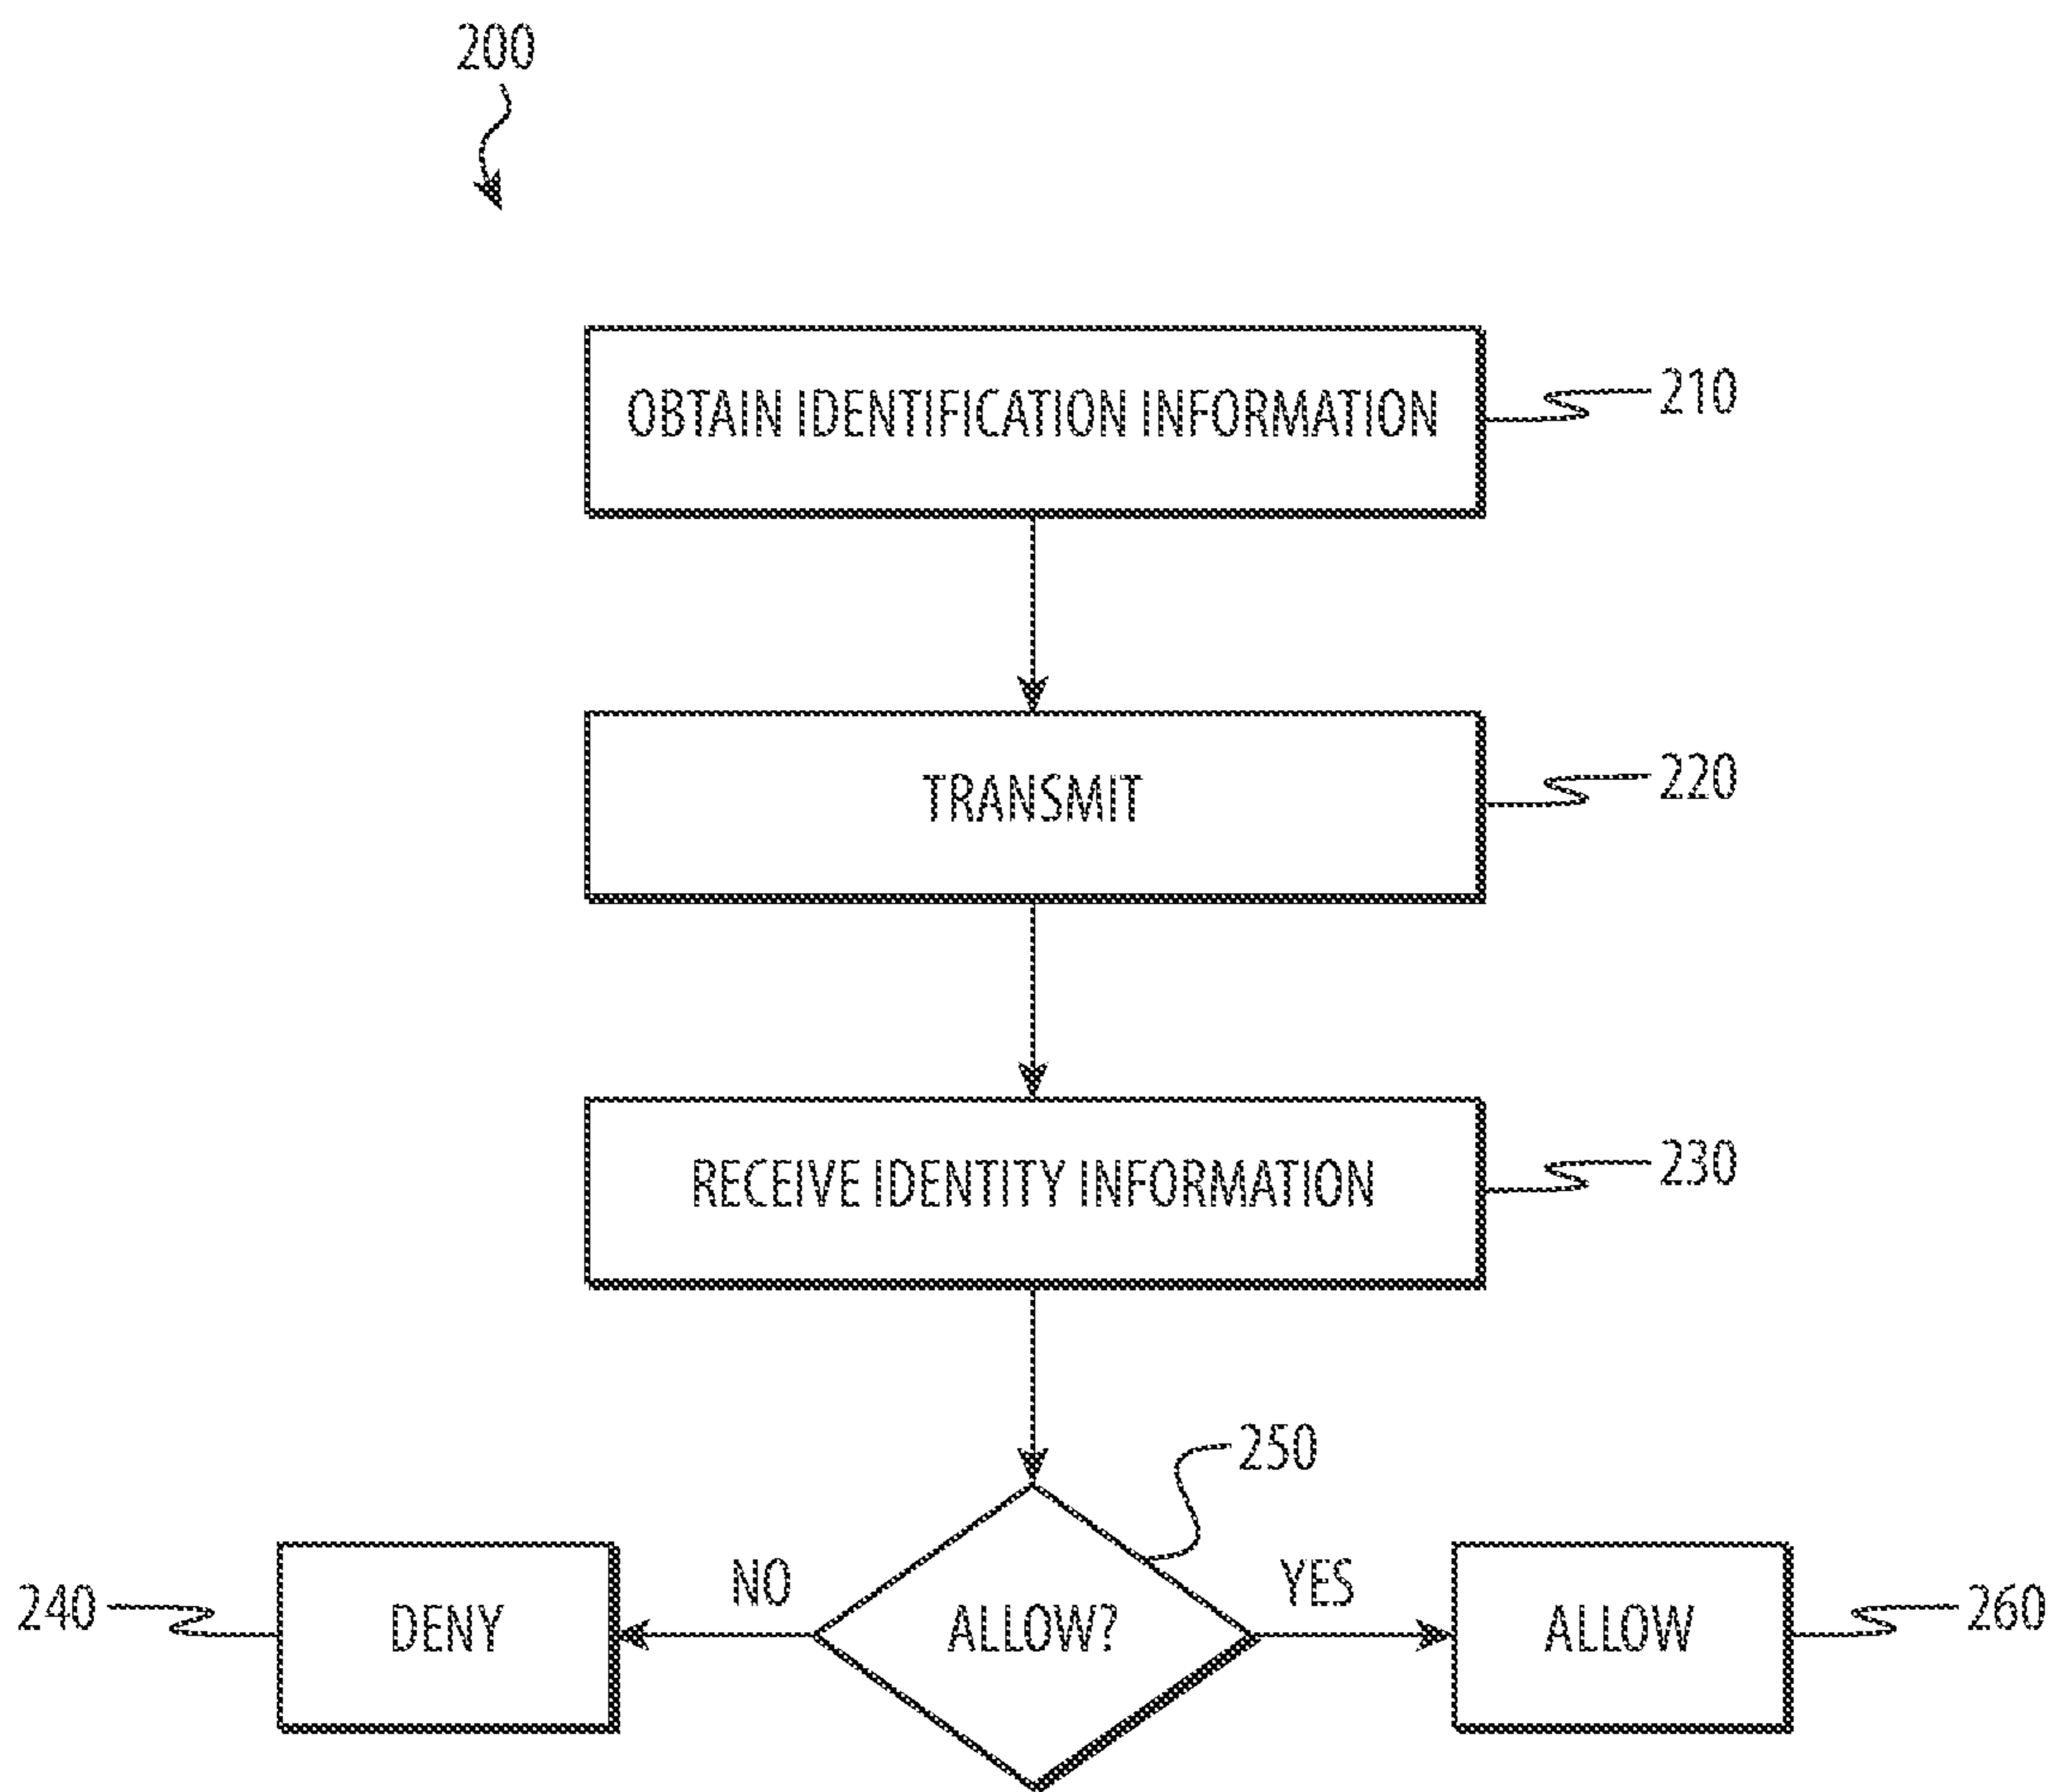 200
OBTAIN IDENTIFICATION INFORMATION
210
TRANSMIT
220
RECEIVE IDENTITY INFORMATION
230
250
240
DENY
NO
ALLOW?
YES
ALLOW
260